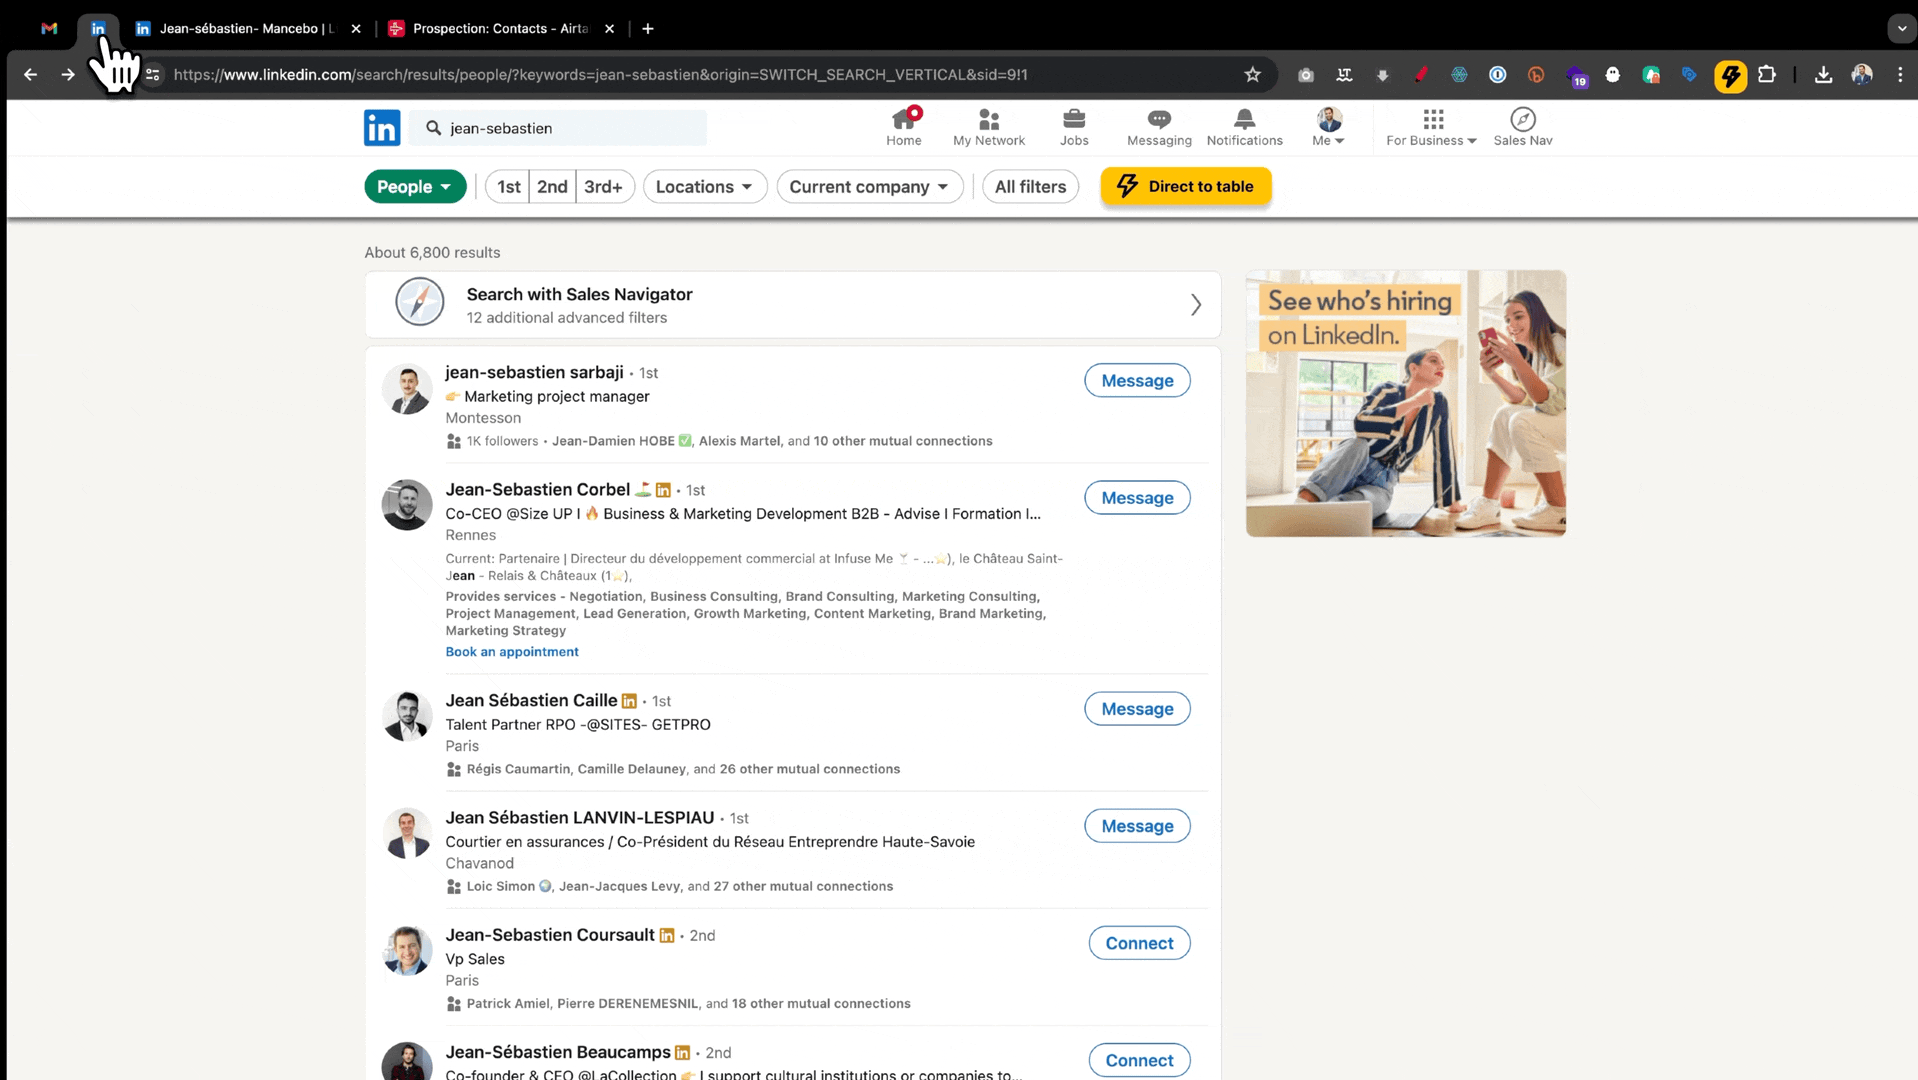 Jean-sébastien- Mancebo |
Prospection: Contacts - Airta
https://www.linkedin.com/search/results/people/?keywords=jean-sebastien&origin=SWITCH_SEARCH_VERTICAL&sid=9!1
19
in
jean-sebastien
Home
My Network
Jobs
Messaging
Notifications
Me
For Business
Sales Nav
People
1st
2nd
3rd+
Locations
Current company
All filters
Direct to table
About 6,800 results
Search with Sales Navigator
12 additional advanced filters
jean-sebastien sarbaji • 1st
Marketing project manager
Montesson
1K followers • Jean-Damien HOBE ✅, Alexis Martel, and 10 other mutual connections
Message
Jean-Sebastien Corbel ⛳ in • 1st
Co-CEO @Size UP I 🔥 Business & Marketing Development B2B - Advise I Formation I...
Rennes
Current: Partenaire | Directeur du développement commercial at Infuse Me 🍸 - ...⭐), le Château Saint-
Jean - Relais & Châteaux (1⭐),
Provides services - Negotiation, Business Consulting, Brand Consulting, Marketing Consulting,
Project Management, Lead Generation, Growth Marketing, Content Marketing, Brand Marketing,
Marketing Strategy
Book an appointment
Message
Jean Sébastien Caille in • 1st
Talent Partner RPO -@SITES- GETPRO
Paris
Régis Caumartin, Camille Delauney, and 26 other mutual connections
Message
Jean Sébastien LANVIN-LESPIAU • 1st
Courtier en assurances / Co-Président du Réseau Entreprendre Haute-Savoie
Chavanod
Loic Simon 🌍, Jean-Jacques Levy, and 27 other mutual connections
Message
Jean-Sebastien Coursault in • 2nd
Vp Sales
Paris
Patrick Amiel, Pierre DERENEMESNIL, and 18 other mutual connections
Connect
Jean-Sébastien Beaucamps in • 2nd
Co-founder & CEO @LaCollection 👉 I support cultural institutions or companies to...
Connect
See who's hiring
on LinkedIn.